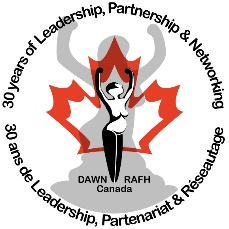 30 years of Leadership, Partnership & Networking
DAWN RAFH
Canada
30 ans de Leadership, Partenariat & Réseautage